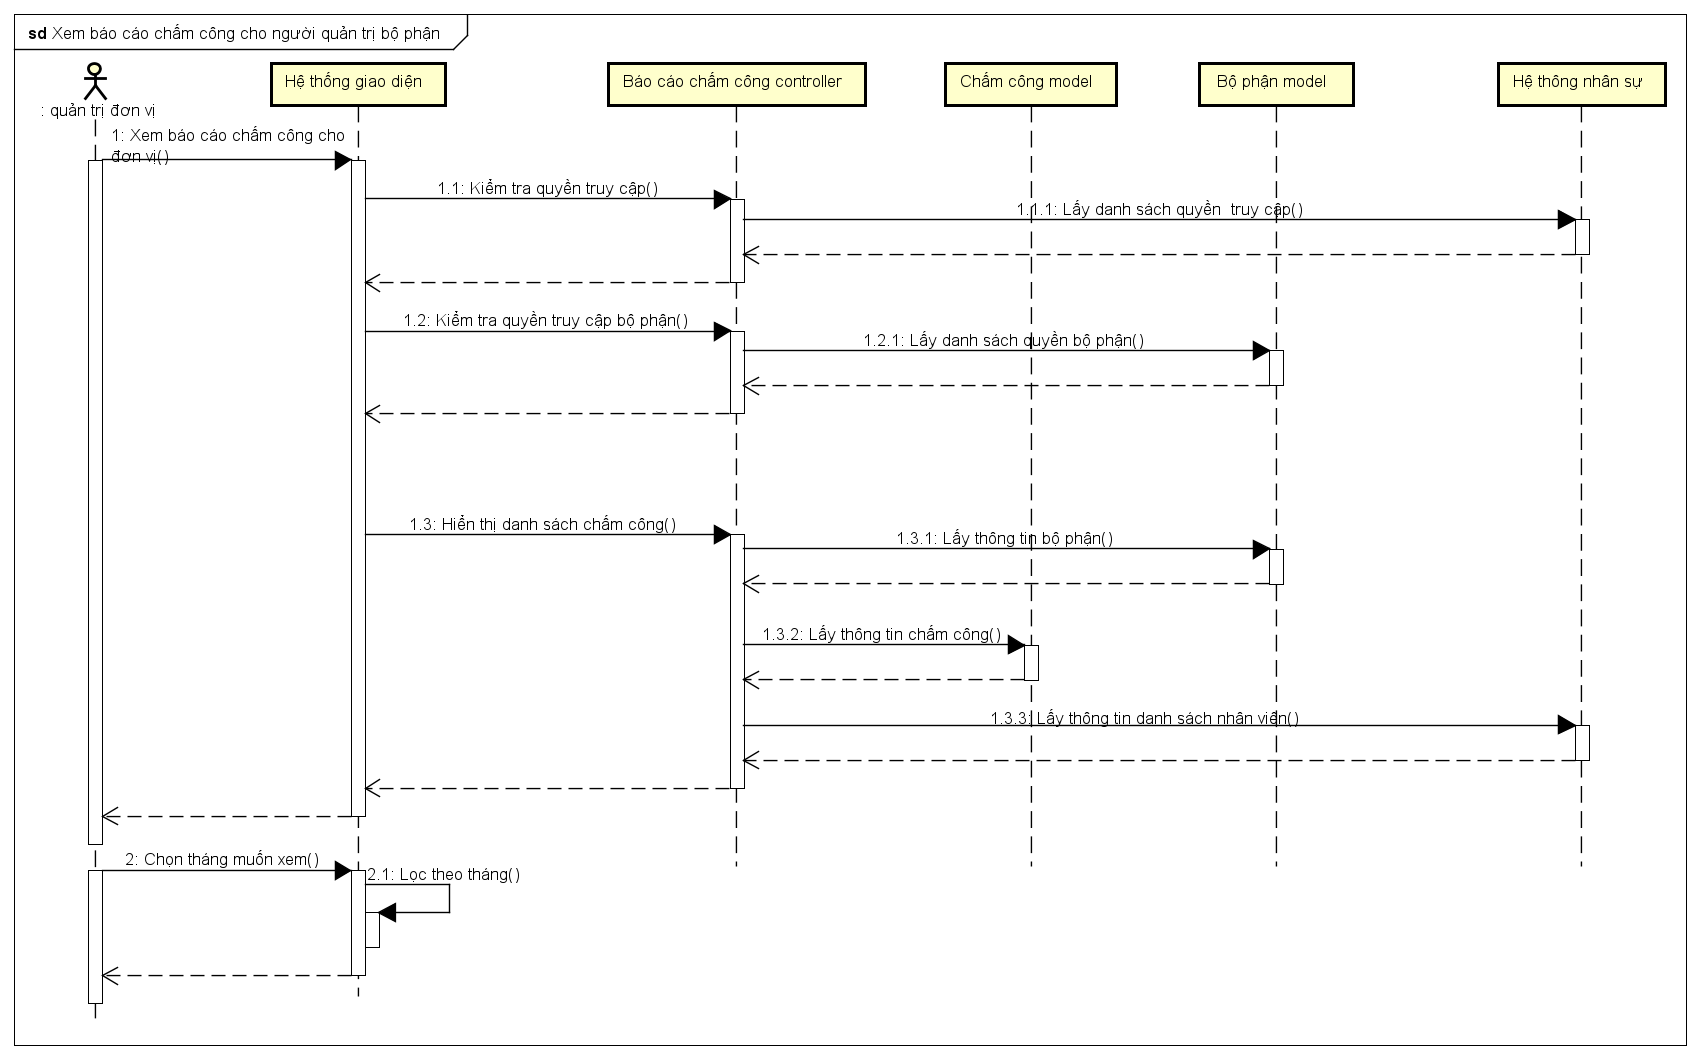 sd Xem báo cáo chấm công cho người quản trị bộ phận
: quản trị đơn vị
Hệ thống giao diện
Báo cáo chấm công controller
Chấm công model
Bộ phận model
Hệ thông nhân sự
1: Xem báo cáo chấm công cho
đơn vị()
1.1: Kiểm tra quyền truy cập()
1.1.1: Lấy danh sách quyền truy cập()
1.2: Kiểm tra quyền truy cập bộ phận()
1.2.1: Lấy danh sách quyền bộ phận()
1.3: Hiển thị danh sách chấm công()
1.3.1: Lấy thông tin bộ phận()
1.3.2: Lấy thông tin chấm công()
1.3.3: Lấy thông tin danh sách nhân viên()
2: Chọn tháng muốn xem()
2.1: Lọc theo tháng()